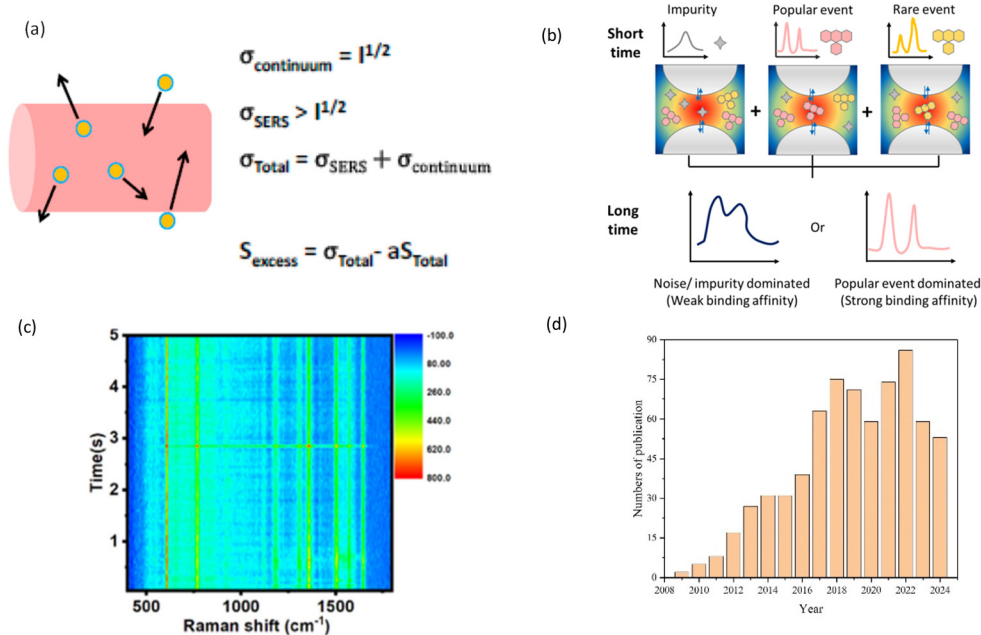 (a)
σcontinuum = I^1/2
σSERS > I^1/2
σTotal = σSERS + σcontinuum
Sexcess = σTotal- aSTotal
(b)
Impurity
Popular event
Rare event
Short
time
+
+
Long
time
Or
Noise/ impurity dominated
(Weak binding affinity)
Popular event dominated
(Strong binding affinity)
(c)
5
4
3
2
1
Time(s)
500
1000
1500
Raman shift (cm-1)
-100.0
80.00
260.0
440.0
620.0
800.0
(d)
90
75
60
45
30
15
0
Numbers of publication
2008
2010
2012
2014
2016
2018
2020
2022
2024
Year